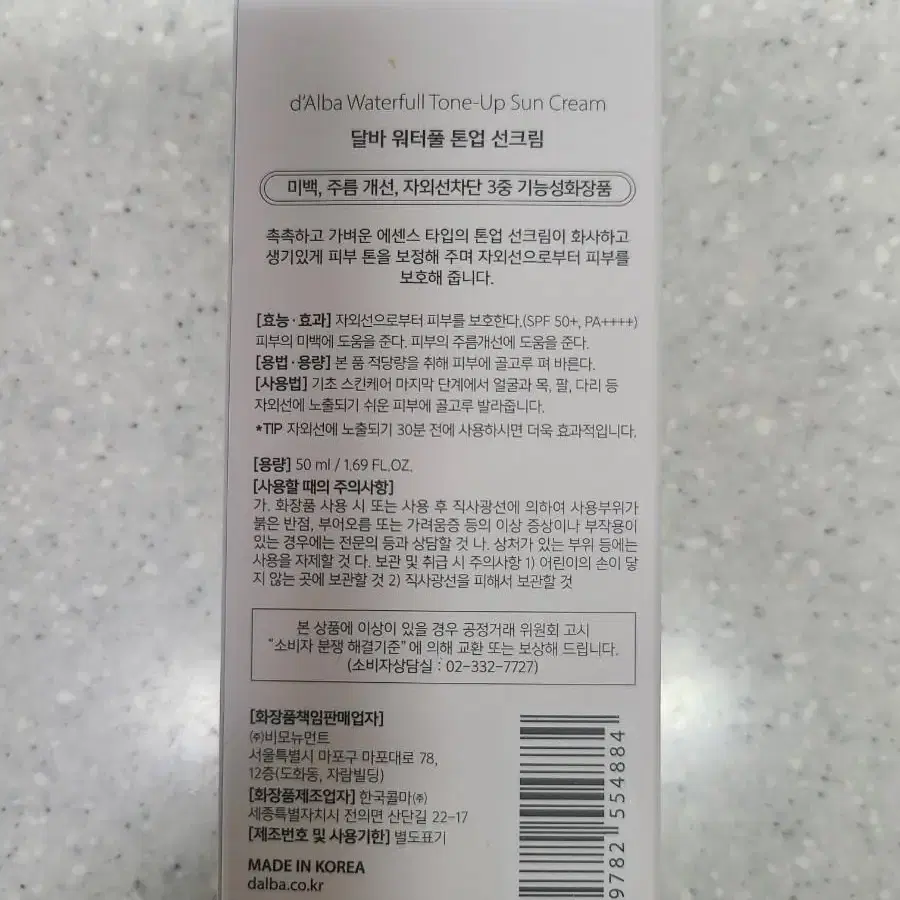 d'Alba Waterfull Tone-Up Sun Cream
달바 워터풀 톤업 선크림
미백, 주름 개선, 자외선차단 3중 기능성화장품
촉촉하고 가벼운 에센스 타입의 톤업 선크림이 화사하고
생기있게 피부 톤을 보정해 주며 자외선으로부터 피부를
보호해 줍니다.
[효능·효과] 자외선으로부터 피부를 보호한다.(SPF 50+, PA++++)
피부의 미백에 도움을 준다. 피부의 주름개선에 도움을 준다.
[용법·용량] 본 품 적당량을 취해 피부에 골고루 펴 바른다.
[사용법] 기초 스킨케어 마지막 단계에서 얼굴과 목, 팔, 다리 등
자외선에 노출되기 쉬운 피부에 골고루 발라줍니다.
*TIP 자외선에 노출되기 30분 전에 사용하시면 더욱 효과적입니다.
[용량] 50 ml / 1.69 FL.OZ.
[사용할 때의 주의사항]
가. 화장품 사용 시 또는 사용 후 직사광선에 의하여 사용부위가
붉은 반점, 부어오름 또는 가려움증 등의 이상 증상이나 부작용이
있는 경우에는 전문의 등과 상담할 것 나. 상처가 있는 부위 등에는
사용을 자제할 것 다. 보관 및 취급 시 주의사항 1) 어린이의 손이 닿
지 않는 곳에 보관할 것 2) 직사광선을 피해서 보관할 것
본 상품에 이상이 있을 경우 공정거래 위원회 고시
"소비자 분쟁 해결기준"에 의해 교환 또는 보상해 드립니다.
(소비자상담실 : 02-332-7727)
[화장품책임판매업자]
㈜비모뉴먼트
서울특별시 마포구 마포대로 78,
12층(도화동, 자람빌딩)
[화장품제조업자] 한국콜마㈜
세종특별자치시 전의면 산단길 22-17
[제조번호 및 사용기한] 별도표기
MADE IN KOREA
dalba.co.kr
9782 554884